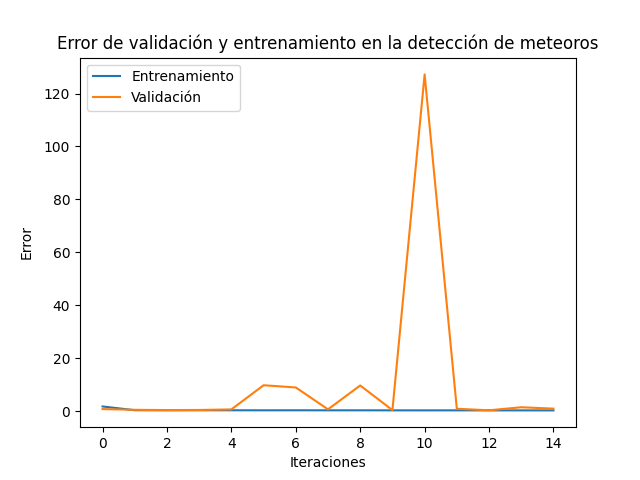 Error de validación y entrenamiento en la detección de meteoros
Entrenamiento
Validación
120
100
80
60
40
20
0
Error
0 2 4 6 8 10 12 14
Iteraciones